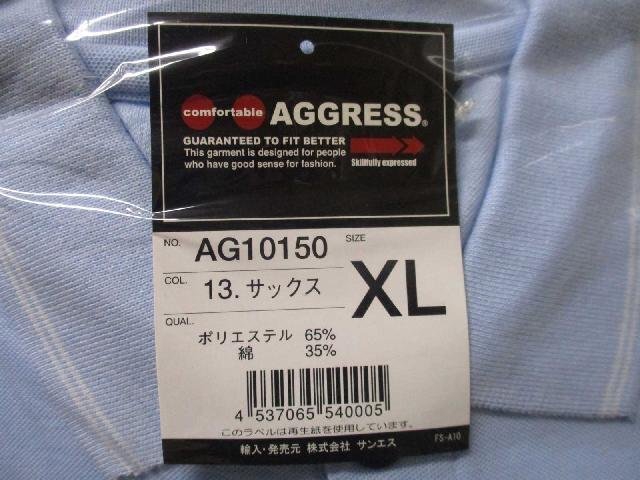 comfortable AGGRESS®
GUARANTEED TO FIT BETTER
This garment is designed for people
who have good sense for fashion.
Skillfully expressed
NO. AG10150
SIZE XL
COL. 13.サックス
QUAL.
ポリエステル 65%
綿 35%
4 537065 540005
このラベルは再生紙を使用しています。
輸入・発売元 株式会社 サンエス
FS-A10